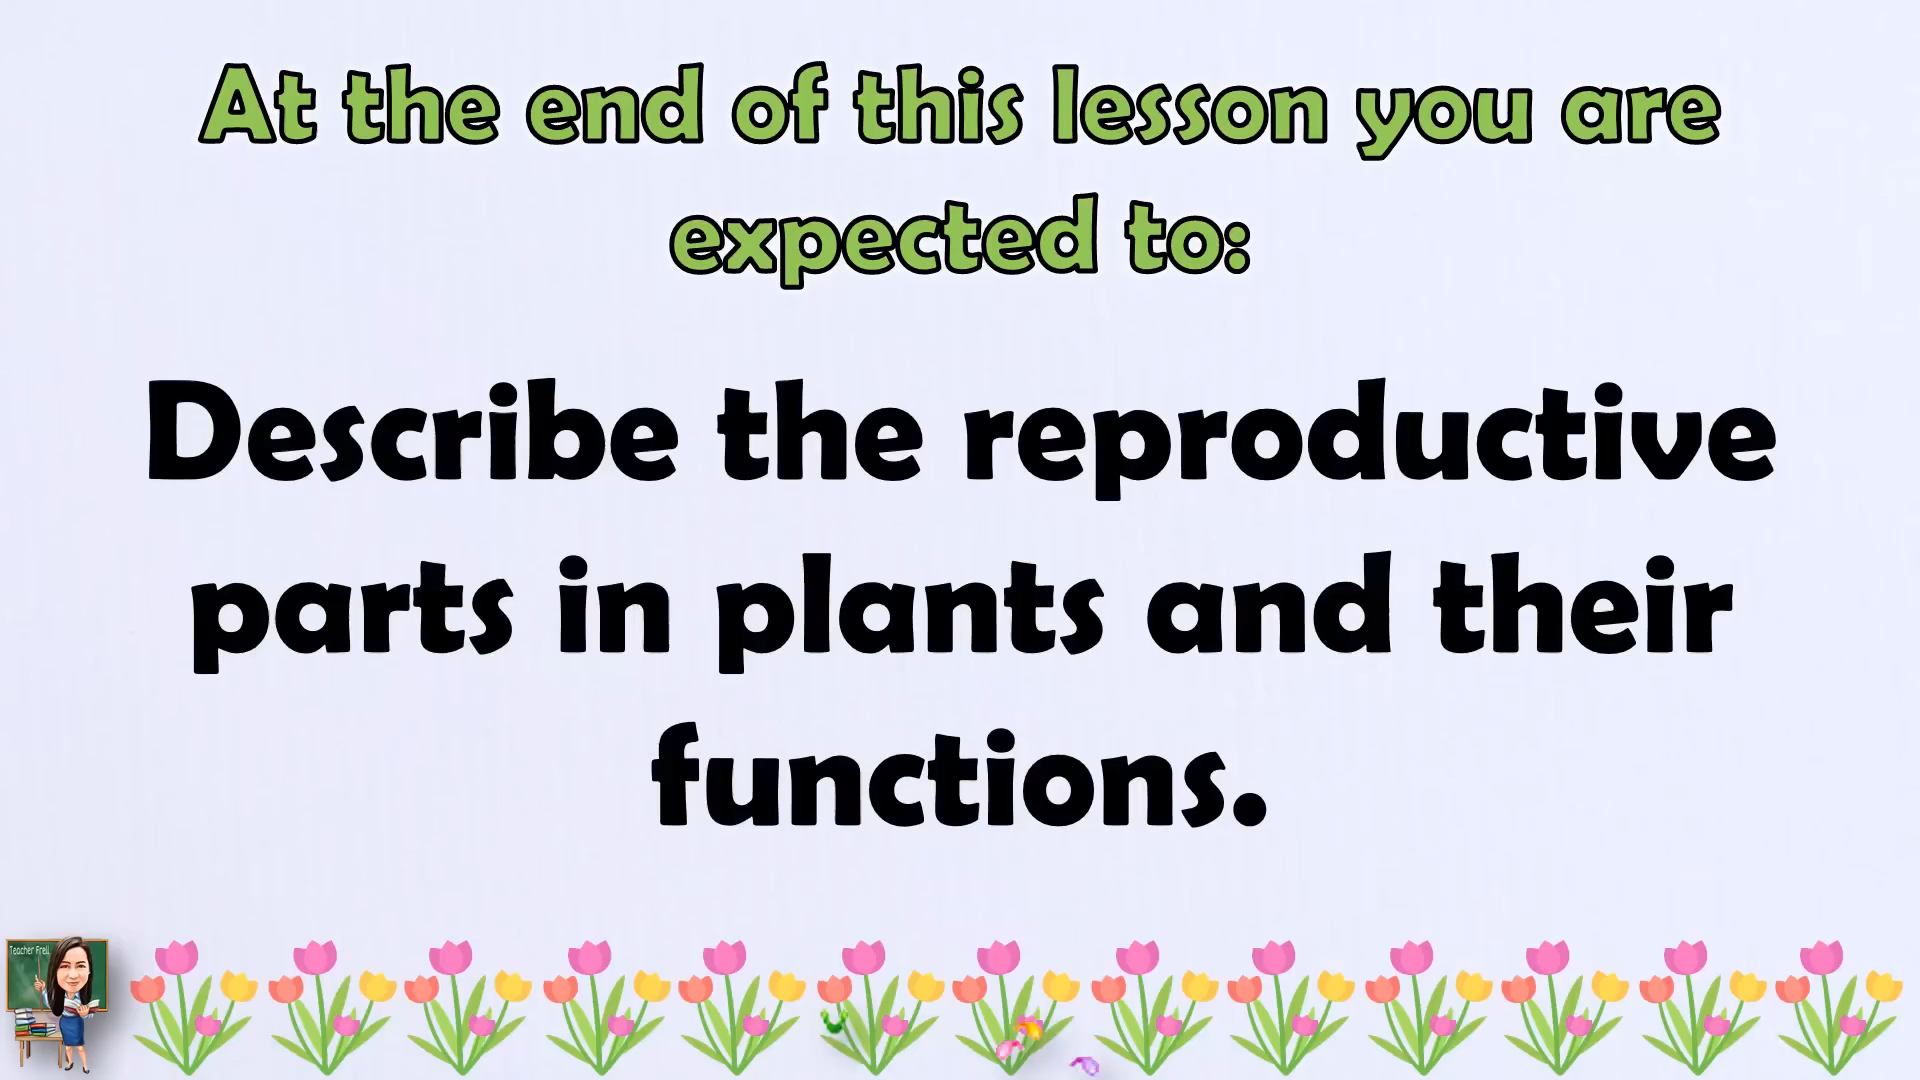 At the end of this lesson you are
expected to:
Describe the reproductive
parts in plants and their
functions.
Teacher Frell